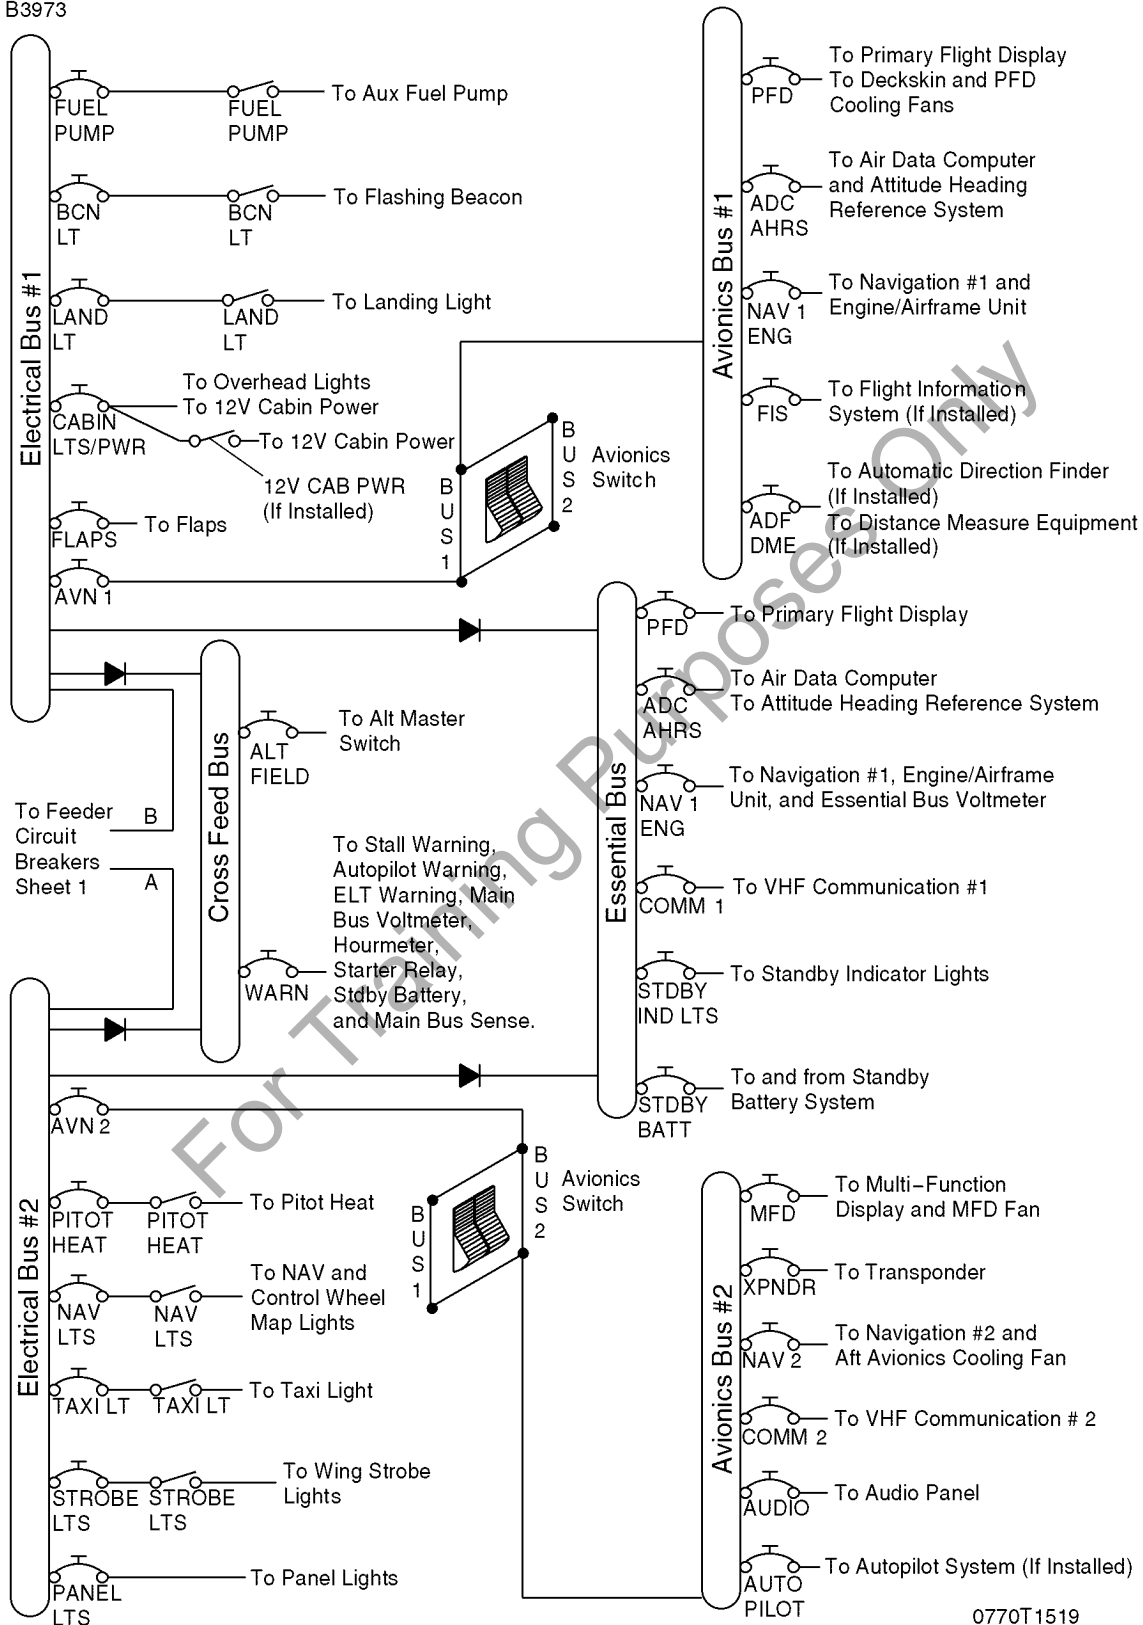 B3973
Electrical Bus #1
FUEL
PUMP
FUEL
PUMP
To Aux Fuel Pump
BCN
LT
BCN
LT
To Flashing Beacon
LAND
LT
LAND
LT
To Landing Light
CABIN
LTS/PWR
To Overhead Lights
To 12V Cabin Power
To 12V Cabin Power
12V CAB PWR
(If Installed)
FLAPS
To Flaps
AVN 1
BUS 1
BUS 2
Avionics
Switch
Avionics Bus #1
PFD
To Primary Flight Display
To Deckskin and PFD
Cooling Fans
ADC
AHRS
To Air Data Computer
and Attitude Heading
Reference System
NAV 1
ENG
To Navigation #1 and
Engine/Airframe Unit
FIS
To Flight Information
System (If Installed)
ADF
DME
To Automatic Direction Finder
(If Installed)
To Distance Measure Equipment
(If Installed)
Cross Feed Bus
ALT
FIELD
To Alt Master
Switch
WARN
To Stall Warning,
Autopilot Warning,
ELT Warning, Main
Bus Voltmeter,
Hourmeter,
Starter Relay,
Stdby Battery,
and Main Bus Sense.
To Feeder
Circuit
Breakers
Sheet 1
B
A
Essential Bus
PFD
To Primary Flight Display
ADC
AHRS
To Air Data Computer
To Attitude Heading Reference System
NAV 1
ENG
To Navigation #1, Engine/Airframe
Unit, and Essential Bus Voltmeter
COMM 1
To VHF Communication #1
STDBY
IND LTS
To Standby Indicator Lights
STDBY
BATT
To and from Standby
Battery System
Electrical Bus #2
AVN 2
PITOT
HEAT
PITOT
HEAT
To Pitot Heat
NAV
LTS
NAV
LTS
To NAV and
Control Wheel
Map Lights
TAXI LT
TAXI LT
To Taxi Light
STROBE
LTS
STROBE
LTS
To Wing Strobe
Lights
PANEL
LTS
To Panel Lights
BUS 1
BUS 2
Avionics
Switch
Avionics Bus #2
MFD
To Multi-Function
Display and MFD Fan
XPNDR
To Transponder
NAV 2
To Navigation #2 and
Aft Avionics Cooling Fan
COMM 2
To VHF Communication # 2
AUDIO
To Audio Panel
AUTO
PILOT
To Autopilot System (If Installed)
0770T1519
For Training Purposes Only